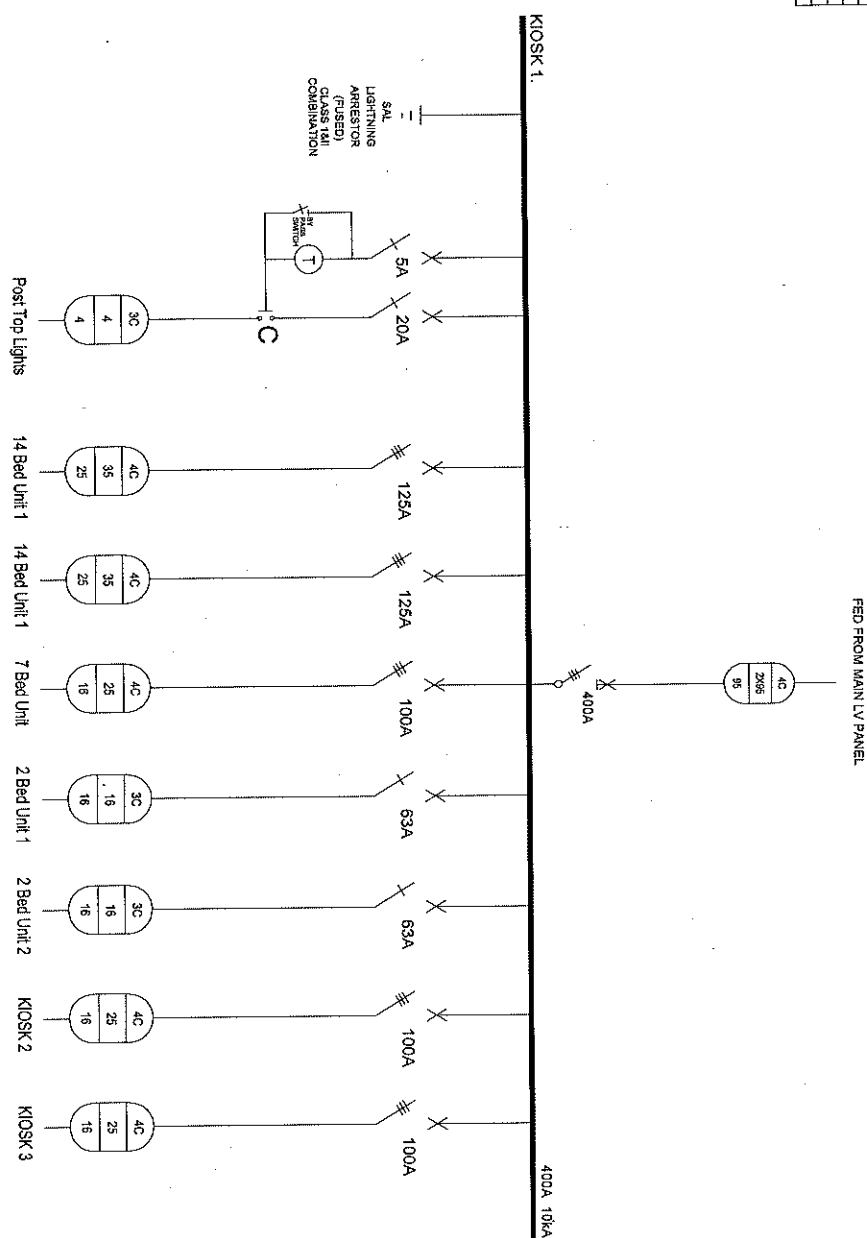 FED FROM MAIN LV PANEL
4C
2X95
95
400A
KIOSK 1.
400A 10kA
SAL
LIGHTNING
ARRESTOR
(FUSED)
CLASS 1&II
COMBINATION
BY
PASS
SWITCH
T
5A
20A
C
3C
4
4
Post Top Lights
125A
4C
35
25
14 Bed Unit 1
125A
4C
35
25
14 Bed Unit 1
100A
4C
25
16
7 Bed Unit
63A
3C
16
16
2 Bed Unit 1
63A
3C
16
16
2 Bed Unit 2
100A
4C
25
16
KIOSK 2
100A
4C
25
16
KIOSK 3